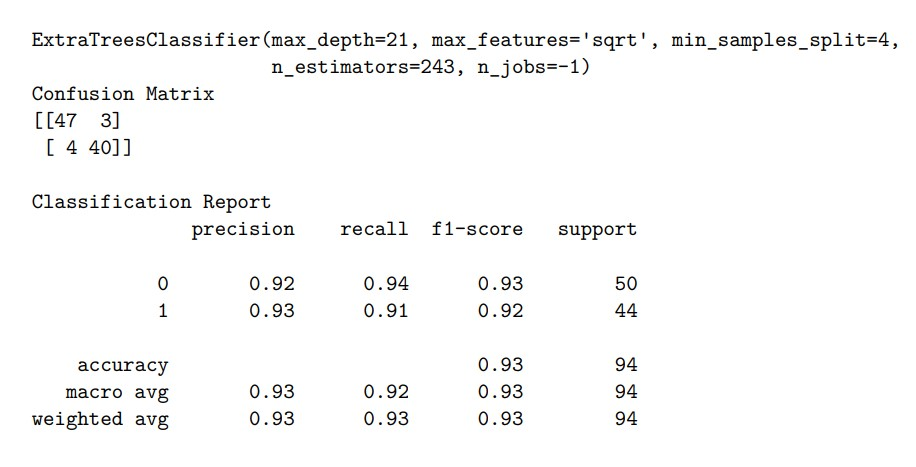 ExtraTreesClassifier(max_depth=21, max_features='sqrt', min_samples_split=4,
                     n_estimators=243, n_jobs=-1)
Confusion Matrix
[[47  3]
 [ 4 40]]
Classification Report
              precision    recall  f1-score   support
           0       0.92      0.94      0.93        50
           1       0.93      0.91      0.92        44
    accuracy                           0.93        94
   macro avg       0.93      0.92      0.93        94
weighted avg       0.93      0.93      0.93        94